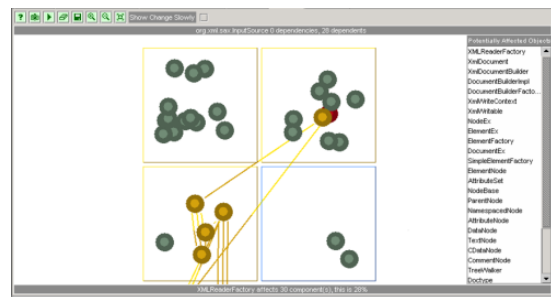 Show Change Slowly
org.xml.sax.InputSource 0 dependencies, 28 dependents
Potentially Affected Objects
XMLReaderFactory
XmlDocument
XmlDocumentBuilder
DocumentBuilderImpl
DocumentBuilderFacto...
XmlWriteContext
XmlWritable
NodeEx
ElementEx
ElementFactory
DocumentEx
SimpleElementFactory
ElementNode
AttributeSet
NodeBase
ParentNode
NamespacedNode
AttributeNode
DataNode
TextNode
CDataNode
CommentNode
TreeWalker
Doctype
XMLReaderFactory affects 30 component(s), this is 28%